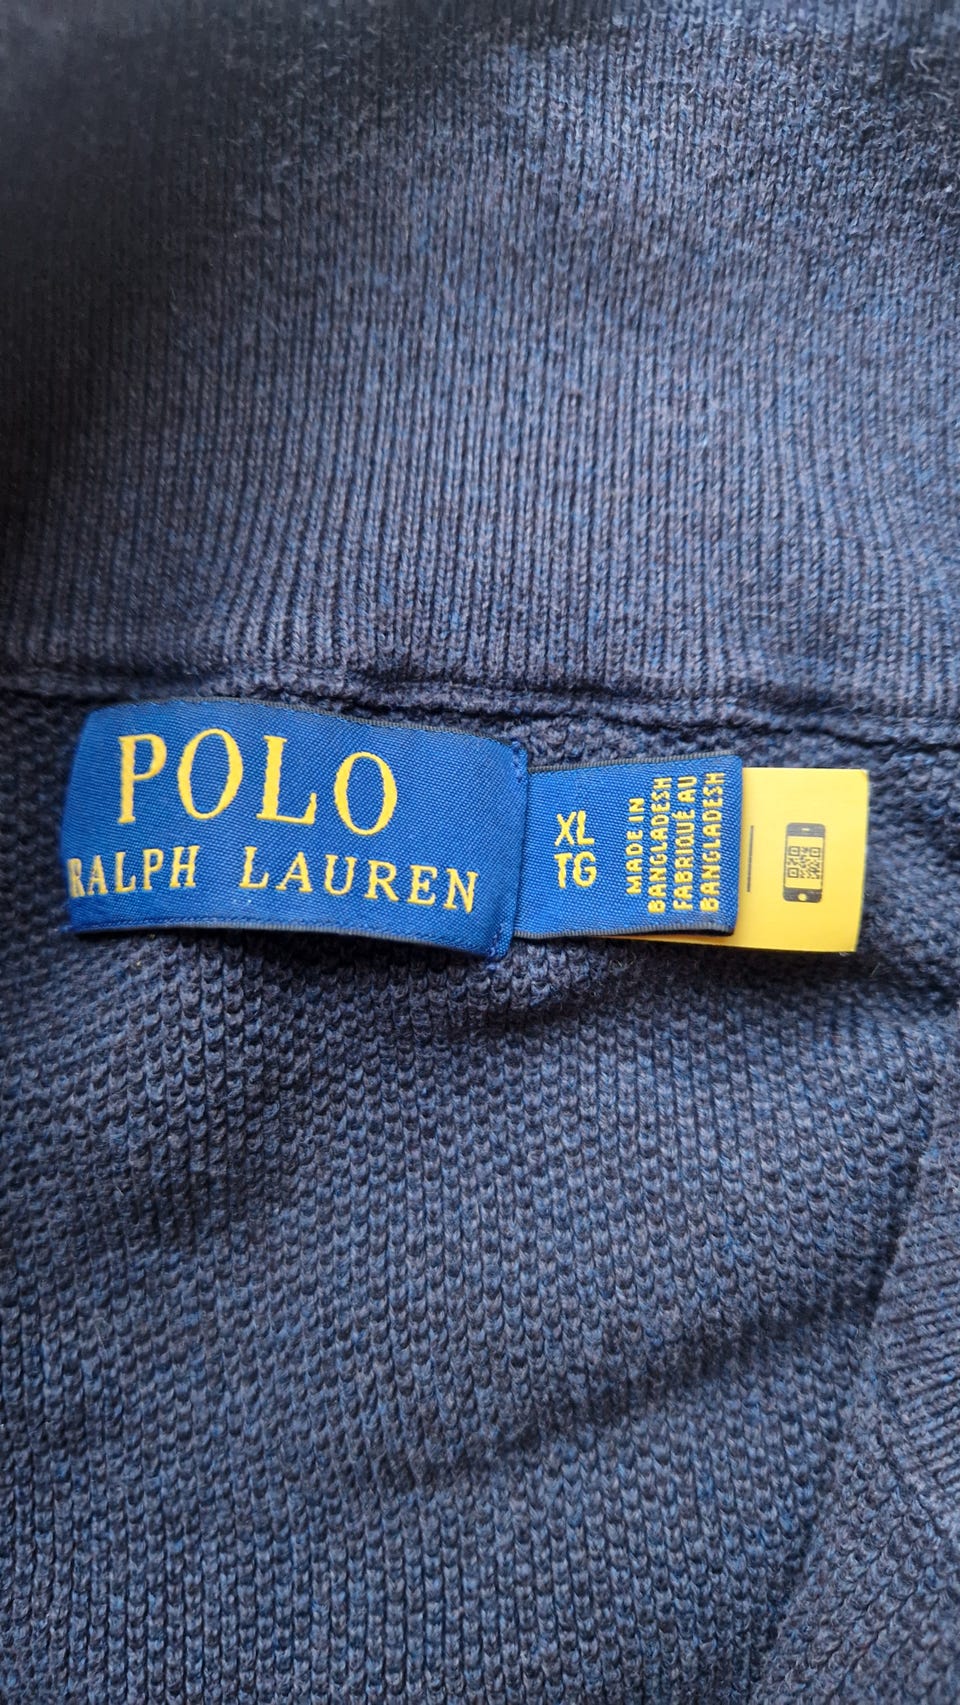 POLO
RALPH LAUREN
XL
TG
MADE IN
BANGLADESH
FABRIQUÉ AU
BANGLADESH